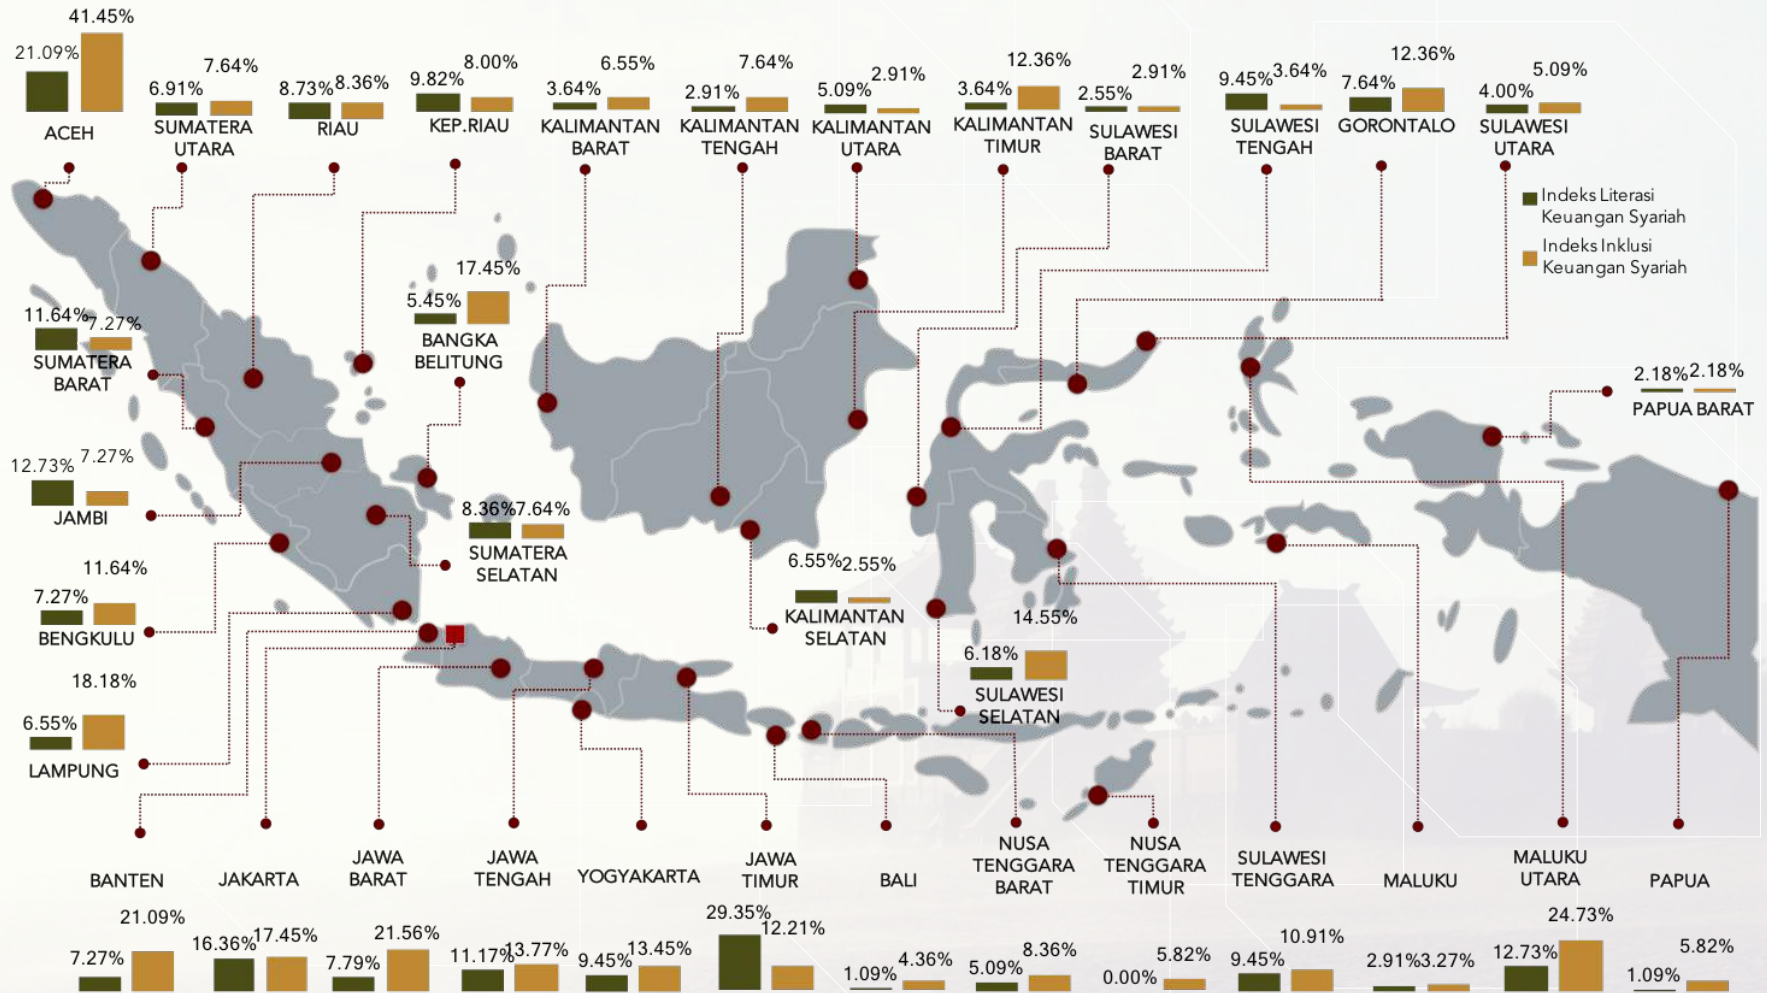 41.45%
21.09%
ACEH
7.64%
6.91%
SUMATERA
UTARA
8.73% 8.36%
RIAU
8.00%
9.82%
KEP.RIAU
6.55%
3.64%
KALIMANTAN
BARAT
7.64%
2.91%
KALIMANTAN
TENGAH
2.91%
5.09%
KALIMANTAN
UTARA
12.36%
3.64%
KALIMANTAN
TIMUR
2.91%
2.55%
SULAWESI
BARAT
9.45% 3.64%
SULAWESI
TENGAH
12.36%
7.64%
GORONTALO
5.09%
4.00%
SULAWESI
UTARA
Indeks Literasi
Keuangan Syariah
Indeks Inklusi
Keuangan Syariah
17.45%
5.45%
BANGKA
BELITUNG
11.64% 7.27%
SUMATERA
BARAT
2.18% 2.18%
PAPUA BARAT
12.73% 7.27%
JAMBI
8.36% 7.64%
SUMATERA
SELATAN
11.64%
7.27%
BENGKULU
6.55% 2.55%
KALIMANTAN
SELATAN
14.55%
6.18%
SULAWESI
SELATAN
18.18%
6.55%
LAMPUNG
BANTEN
21.09%
7.27%
JAKARTA
16.36% 17.45%
JAWA
BARAT
21.56%
7.79%
JAWA
TENGAH
11.17% 13.77%
YOGYAKARTA
13.45%
9.45%
JAWA
TIMUR
29.35%
12.21%
BALI
4.36%
1.09%
NUSA
TENGGARA
BARAT
8.36%
5.09%
NUSA
TENGGARA
TIMUR
5.82%
0.00%
SULAWESI
TENGGARA
10.91%
9.45%
MALUKU
2.91% 3.27%
MALUKU
UTARA
24.73%
12.73%
PAPUA
5.82%
1.09%